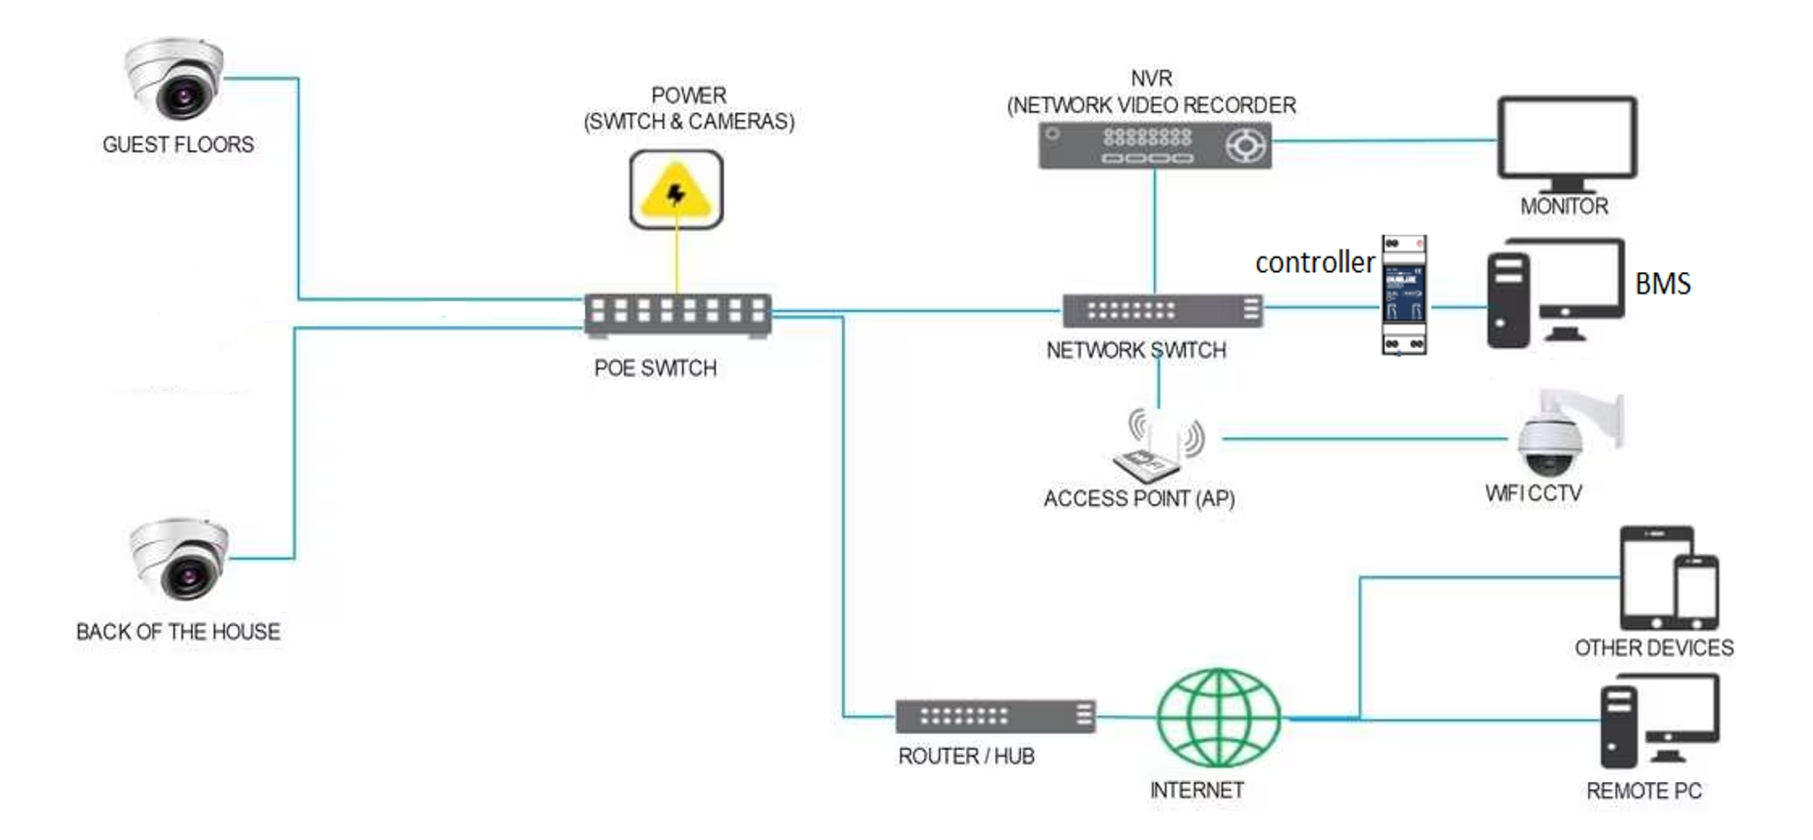 GUEST FLOORS
POWER
(SWITCH & CAMERAS)
NVR
(NETWORK VIDEO RECORDER
MONITOR
controller
BMS
POE SWITCH
NETWORK SWITCH
ACCESS POINT (AP)
WIFI CCTV
BACK OF THE HOUSE
OTHER DEVICES
ROUTER / HUB
INTERNET
REMOTE PC